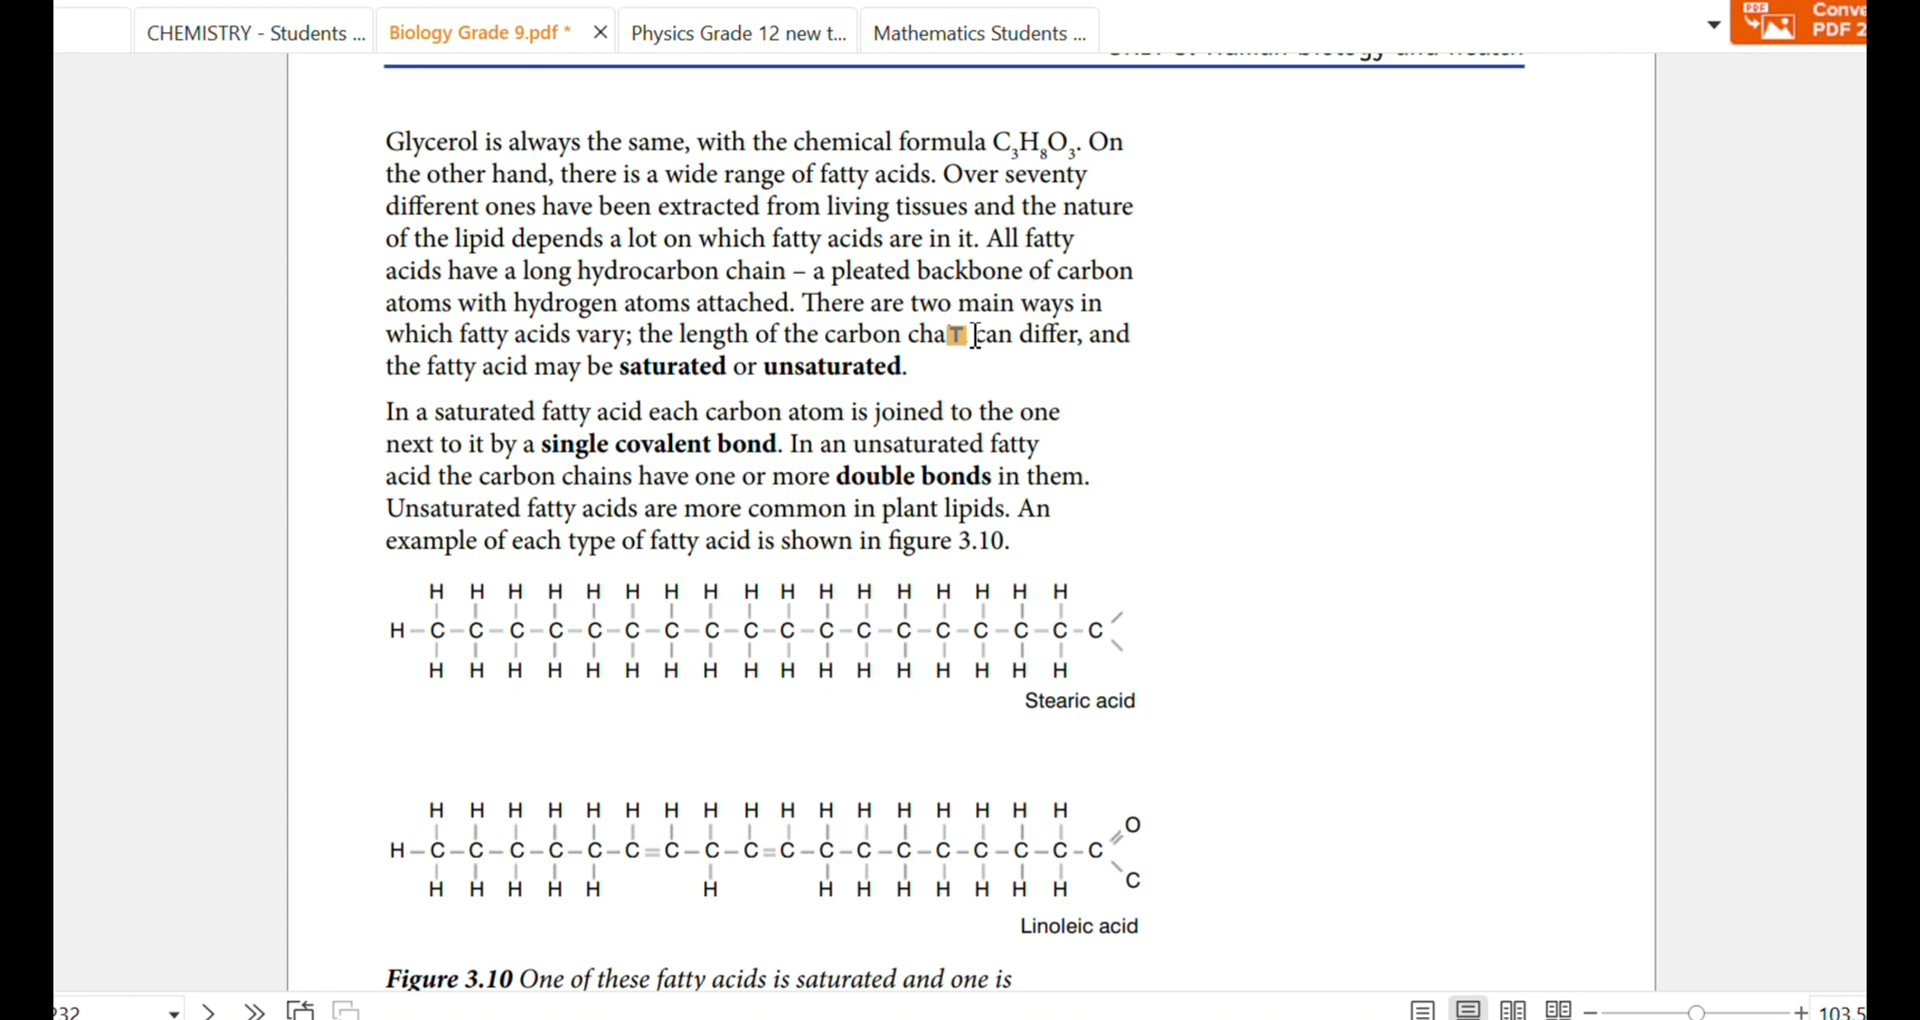 CHEMISTRY - Students ... Biology Grade 9.pdf * × Physics Grade 12 new t... Mathematics Students ...
PDF
PDF 2
Glycerol is always the same, with the chemical formula C₃H₈O₃. On
the other hand, there is a wide range of fatty acids. Over seventy
different ones have been extracted from living tissues and the nature
of the lipid depends a lot on which fatty acids are in it. All fatty
acids have a long hydrocarbon chain – a pleated backbone of carbon
atoms with hydrogen atoms attached. There are two main ways in
which fatty acids vary; the length of the carbon cha T can differ, and
the fatty acid may be saturated or unsaturated.
In a saturated fatty acid each carbon atom is joined to the one
next to it by a single covalent bond. In an unsaturated fatty
acid the carbon chains have one or more double bonds in them.
Unsaturated fatty acids are more common in plant lipids. An
example of each type of fatty acid is shown in figure 3.10.
H H H H H H H H H H H H H H H H H
H–C–C–C–C–C–C–C–C–C–C–C–C–C–C–C–C–C–C
H H H H H H H H H H H H H H H H H
Stearic acid
H H H H H H H H H H H H H H H H H
O
H–C–C–C–C–C–C=C–C–C=C–C–C–C–C–C–C–C–C
C
H H H H H H H H H H H H H
Linoleic acid
Figure 3.10 One of these fatty acids is saturated and one is
103.5